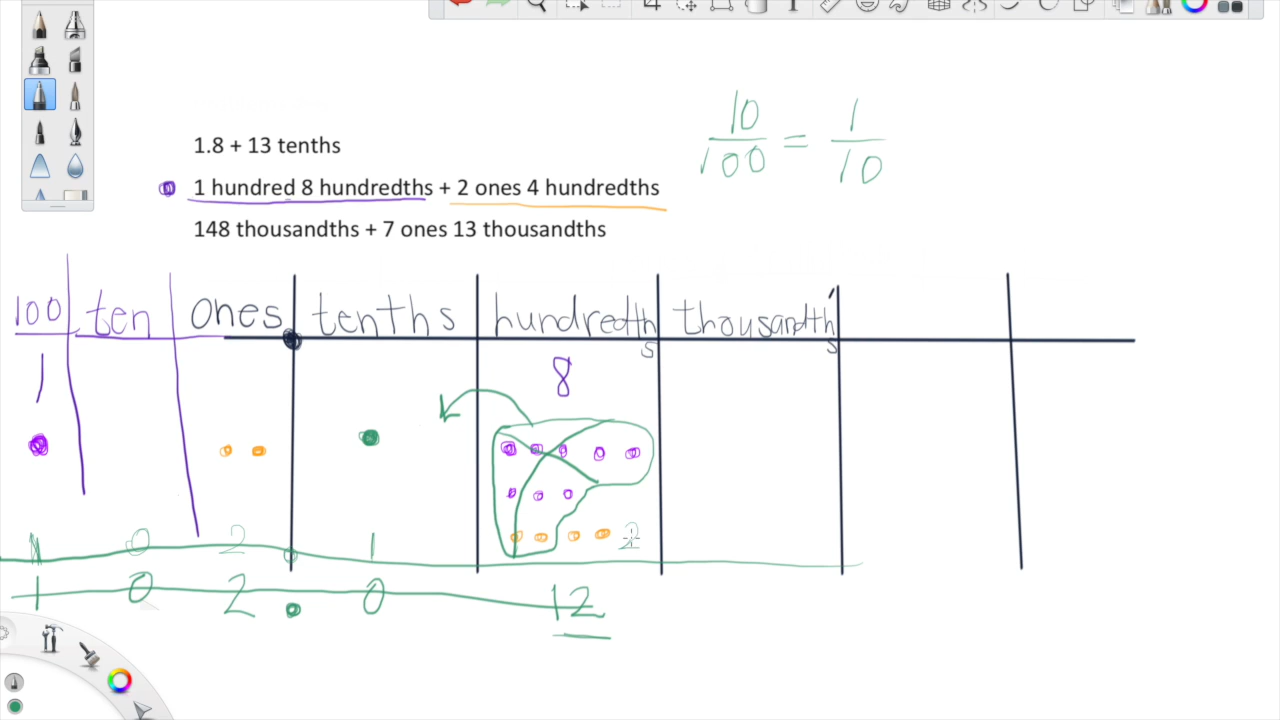 10/100 = 1/10
1.8 + 13 tenths
1 hundred 8 hundredths + 2 ones 4 hundredths
148 thousandths + 7 ones 13 thousandths
100 ten ones tenths hundredths thousandths
1 8
1 0 2 . 1 2
1 0 2 . 0 12